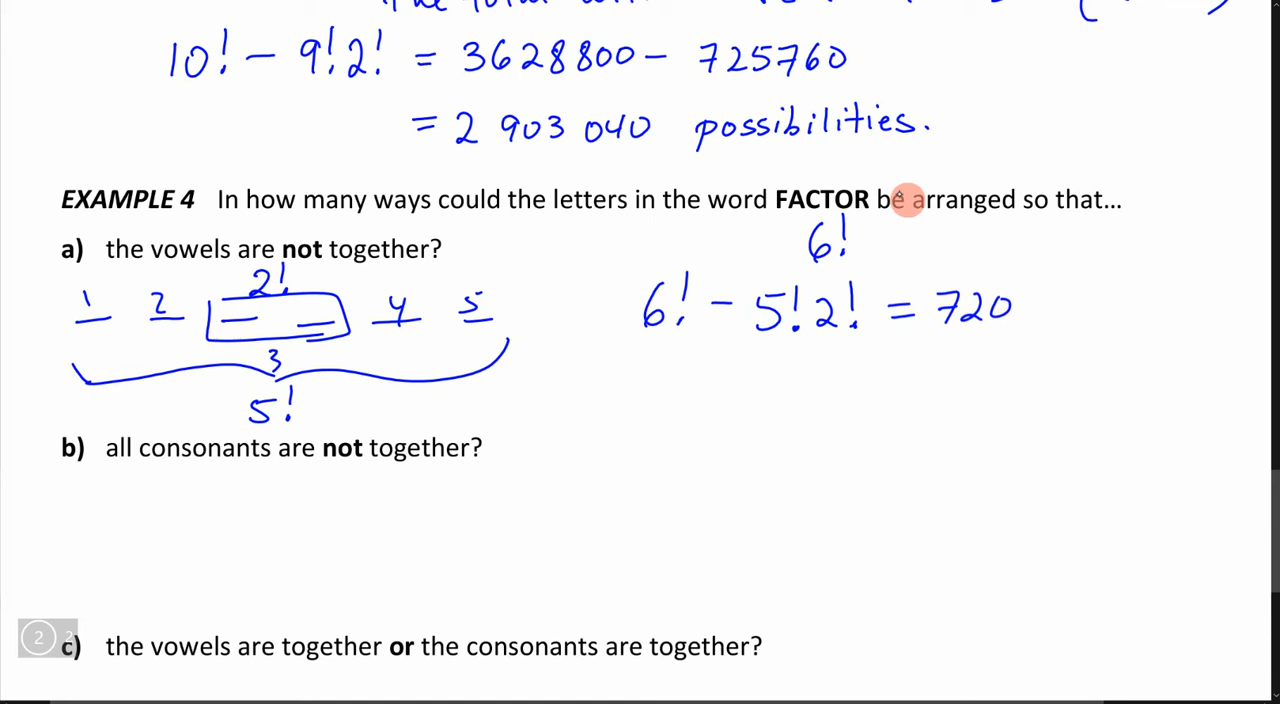 The total
10! - 9!2! = 3628800 - 725760
= 2 903 040 possibilities.
EXAMPLE 4 In how many ways could the letters in the word FACTOR be arranged so that...
6!
a) the vowels are not together?
2!
1 2 4 5
3
5!
6! - 5!2! = 720
b) all consonants are not together?
2
c) the vowels are together or the consonants are together?